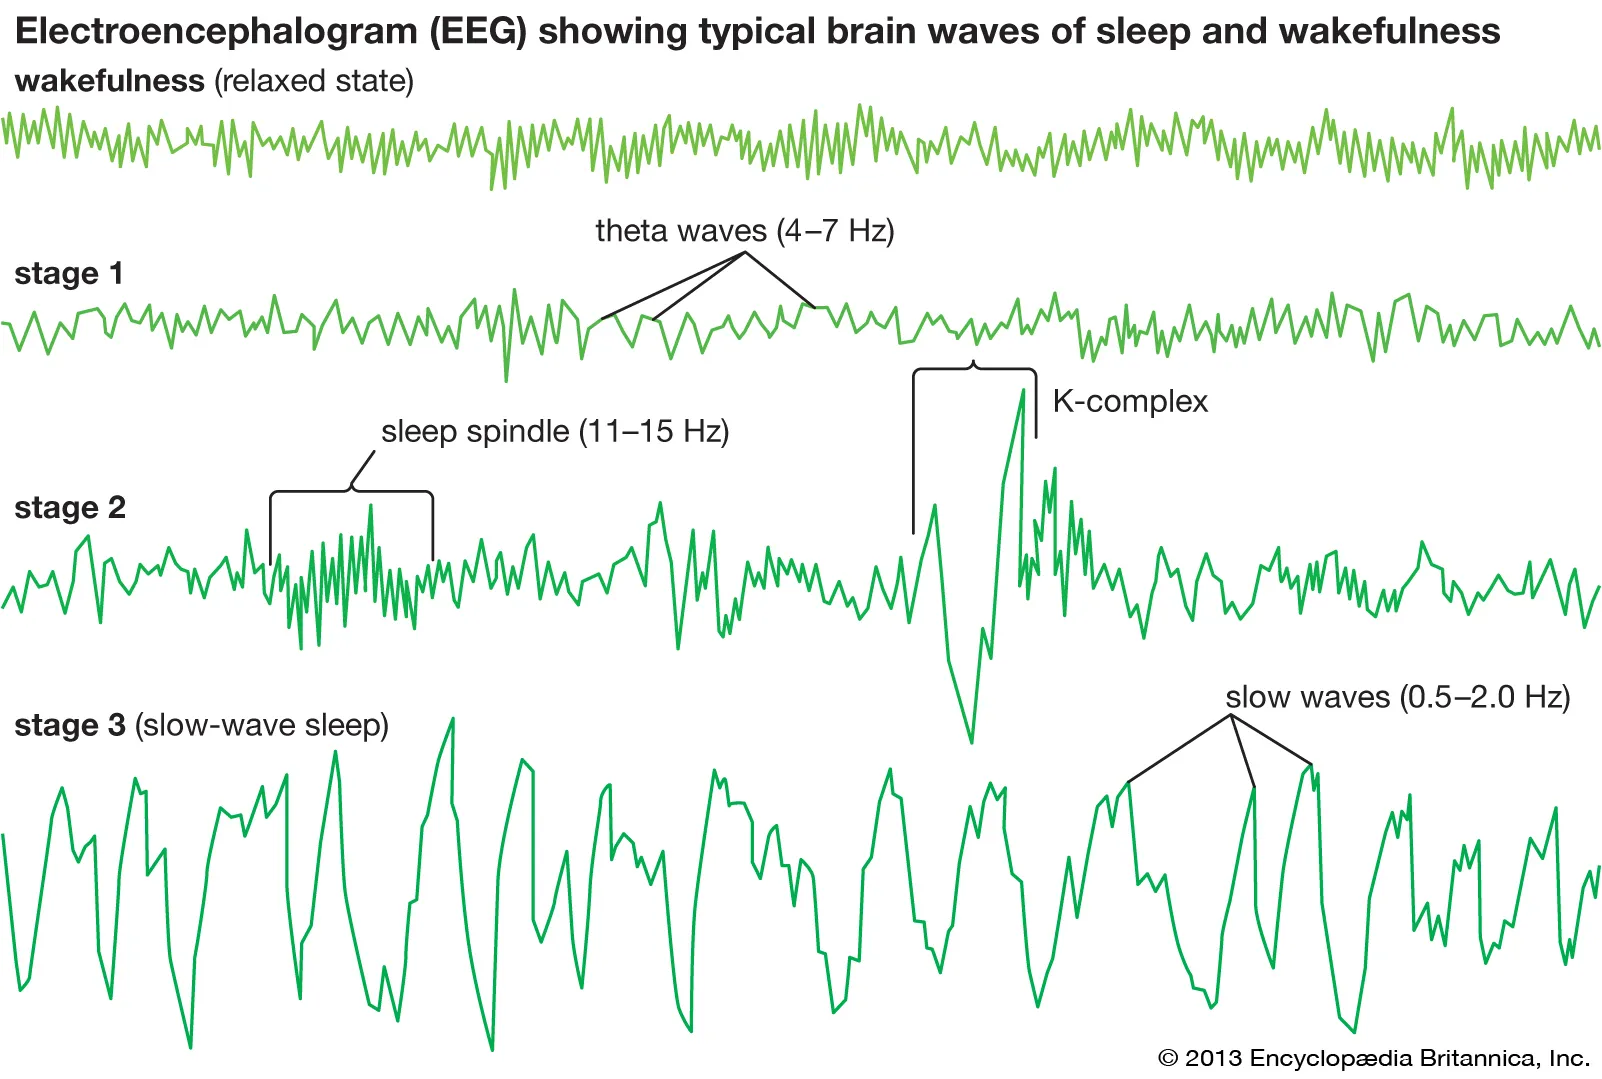 Electroencephalogram (EEG) showing typical brain waves of sleep and wakefulness
wakefulness (relaxed state)
theta waves (4–7 Hz)
stage 1
K-complex
sleep spindle (11–15 Hz)
stage 2
slow waves (0.5–2.0 Hz)
stage 3 (slow-wave sleep)
© 2013 Encyclopædia Britannica, Inc.